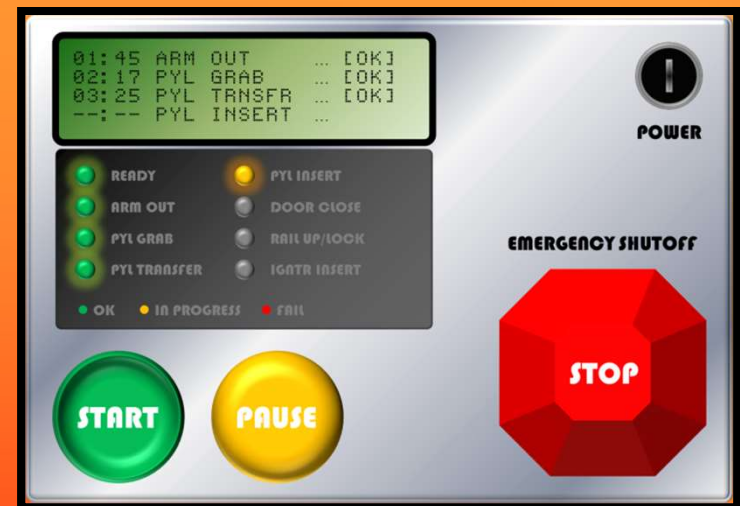 01:45 ARM OUT ... [OK]
02:17 PYL GRAB ... [OK]
03:25 PYL TRNSFR ... [OK]
--:-- PYL INSERT ...
POWER
READY
ARM OUT
PYL GRAB
PYL TRANSFER
PYL INSERT
DOOR CLOSE
RAIL UP/LOCK
IGNTR INSERT
OK IN PROGRESS FAIL
EMERGENCY SHUTOFF
START
PAUSE
STOP